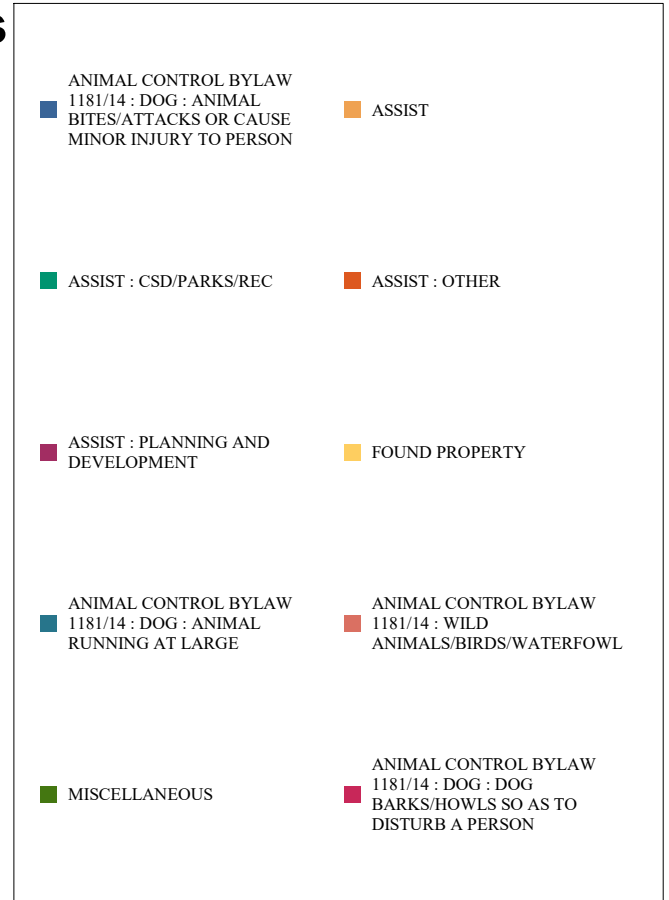 s
ANIMAL CONTROL BYLAW
1181/14 : DOG : ANIMAL
BITES/ATTACKS OR CAUSE
MINOR INJURY TO PERSON
ASSIST
ASSIST : CSD/PARKS/REC
ASSIST : OTHER
ASSIST : PLANNING AND
DEVELOPMENT
FOUND PROPERTY
ANIMAL CONTROL BYLAW
1181/14 : DOG : ANIMAL
RUNNING AT LARGE
ANIMAL CONTROL BYLAW
1181/14 : WILD
ANIMALS/BIRDS/WATERFOWL
MISCELLANEOUS
ANIMAL CONTROL BYLAW
1181/14 : DOG : DOG
BARKS/HOWLS SO AS TO
DISTURB A PERSON